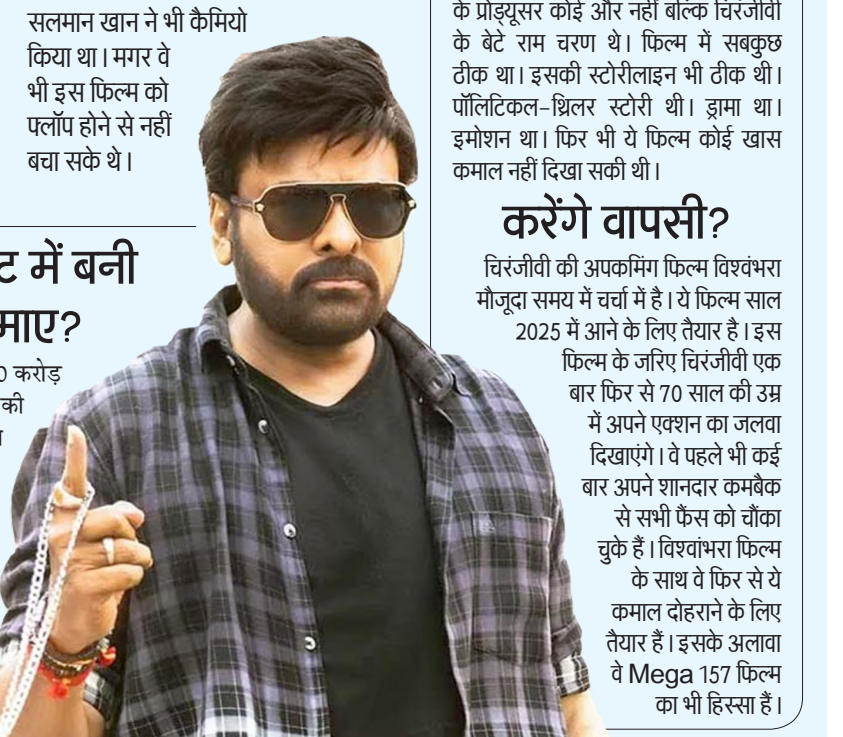 सलमान खान ने भी कैमियो
किया था। मगर वे
भी इस फिल्म को
फ्लॉप होने से नहीं
बचा सके थे।
में बनी
करोड़
की
के प्रोड्यूसर कोई और नहीं बल्कि चिरंजीवी
के बेटे राम चरण थे। फिल्म में सबकुछ
ठीक था। इसकी स्टोरीलाइन भी ठीक थी।
पॉलिटिकल-थ्रिलर स्टोरी थी। ड्रामा था।
इमोशन था। फिर भी ये फिल्म कोई खास
कमाल नहीं दिखा सकी थी।
करेंगे वापसी?
चिरंजीवी की अपकमिंग फिल्म विश्वंभरा
मौजूदा समय में चर्चा में है। ये फिल्म साल
2025 में आने के लिए तैयार है। इस
फिल्म के जरिए चिरंजीवी एक
बार फिर से 70 साल की उम्र
में अपने एक्शन का जलवा
दिखाएंगे। वे पहले भी कई
बार अपने शानदार कमबैक
से सभी फैंस को चौंका
चुके हैं। विश्वांभरा फिल्म
के साथ वे फिर से ये
कमाल दोहराने के लिए
तैयार हैं। इसके अलावा
वे Mega 157 फिल्म
का भी हिस्सा हैं।